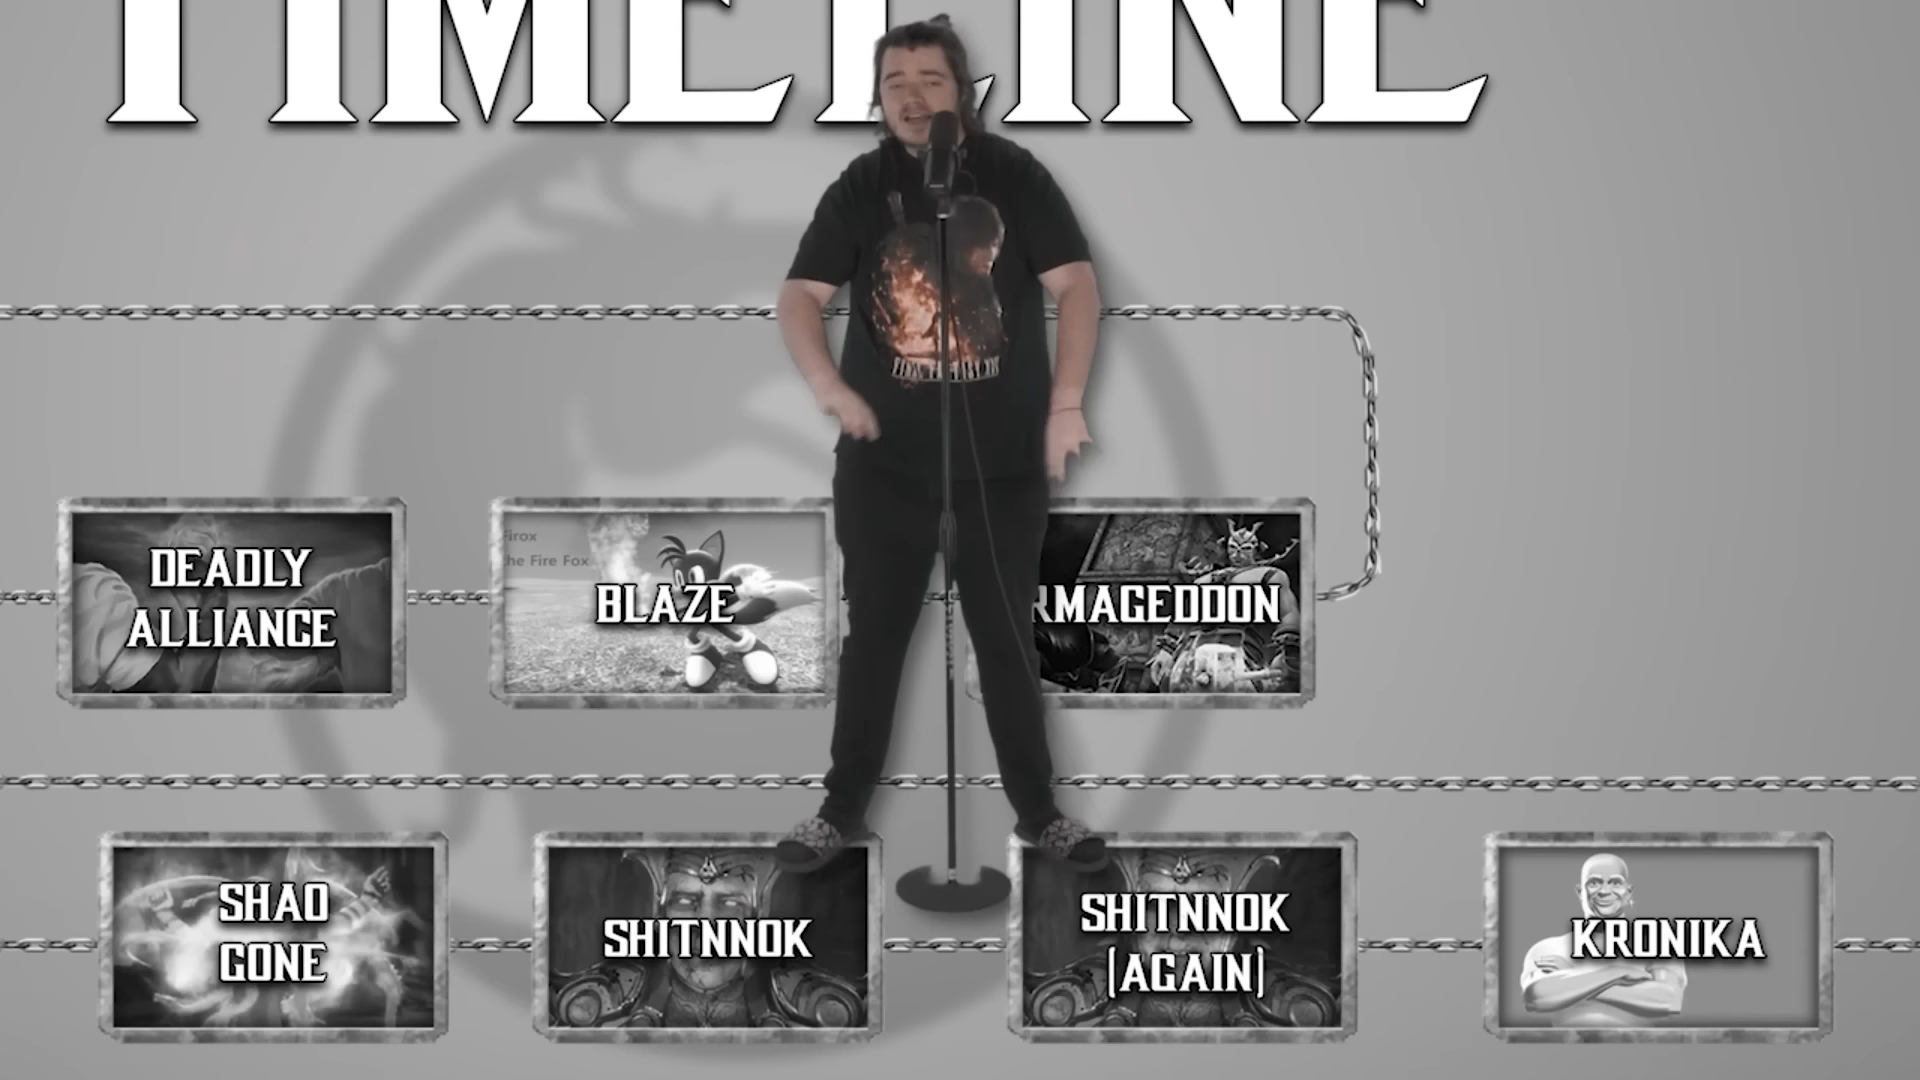 TIMELINE
DEADLY
ALLIANCE
Firox
the Fire Fox
BLAZE
RMAGEDDON
SHAO
GONE
SHITNNOK
SHITNNOK
(AGAIN)
KRONIKA